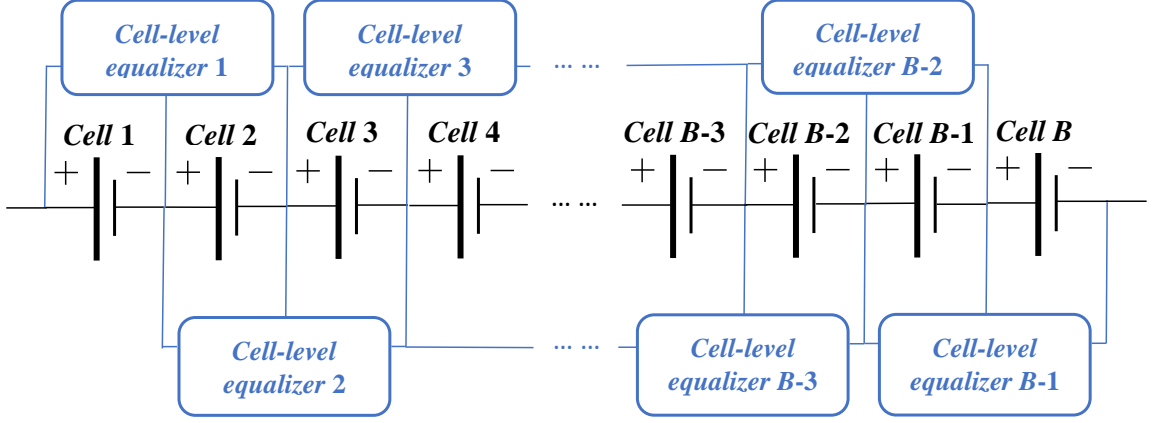 Cell-level
equalizer 1
Cell-level
equalizer 3
... ...
Cell-level
equalizer B-2
Cell 1
Cell 2
Cell 3
Cell 4
Cell B-3
Cell B-2
Cell B-1
Cell B
+ − + − + − + − + − + − + − + −
... ...
Cell-level
equalizer 2
... ...
Cell-level
equalizer B-3
Cell-level
equalizer B-1